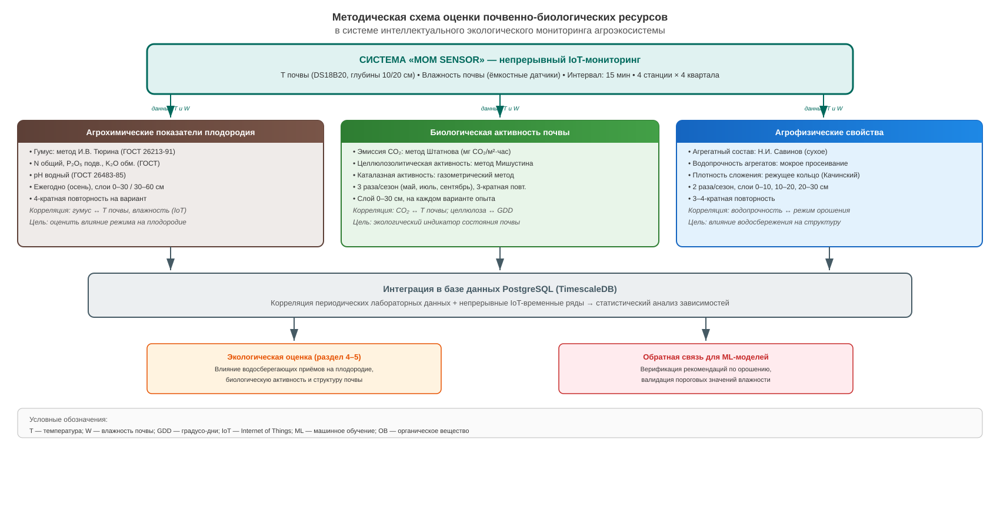 Методическая схема оценки почвенно-биологических ресурсов
в системе интеллектуального экологического мониторинга агроэкосистемы
СИСТЕМА «MOM SENSOR» — непрерывный IoT-мониторинг
T почвы (DS18B20, глубины 10/20 см) • Влажность почвы (ёмкостные датчики) • Интервал: 15 мин • 4 станции × 4 квартала
данные T и W
данные T и W
данные T и W
Агрохимические показатели плодородия
• Гумус: метод И.В. Тюрина (ГОСТ 26213-91)
• N общий, P₂O₅ подв., K₂O обм. (ГОСТ)
• pH водный (ГОСТ 26483-85)
• Ежегодно (осень), слои 0–30 / 30–60 см
• 4-кратная повторность на вариант
Корреляция: гумус ↔ T почвы, влажность (IoT)
Цель: оценить влияние режима на плодородие
Биологическая активность почвы
• Эмиссия CO₂: метод Штатнова (мг CO₂/м²·час)
• Целлюлозолитическая активность: метод Мишустина
• Каталазная активность: газометрический метод
• 3 раза/сезон (май, июль, сентябрь), 3-кратная повт.
• Слой 0–30 см, на каждом варианте опыта
Корреляция: CO₂ ↔ T почвы; целлюлоза ↔ GDD
Цель: экологический индикатор состояния почвы
Агрофизические свойства
• Агрегатный состав: Н.И. Савинов (сухое)
• Водопрочность агрегатов: мокрое просеивание
• Плотность сложения: режущее кольцо (Качинский)
• 2 раза/сезон, слои 0–10, 10–20, 20–30 см
• 3–4-кратная повторность
Корреляция: водопрочность ↔ режим орошения
Цель: влияние водосбережения на структуру
Интеграция в базе данных PostgreSQL (TimescaleDB)
Корреляция периодических лабораторных данных + непрерывные IoT-временные ряды → статистический анализ зависимостей
Экологическая оценка (раздел 4–5)
Влияние водосберегающих приёмов на плодородие,
биологическую активность и структуру почвы
Обратная связь для ML-моделей
Верификация рекомендаций по орошению,
валидация пороговых значений влажности
Условные обозначения:
T — температура; W — влажность почвы; GDD — градусо-дни; IoT — Internet of Things; ML — машинное обучение; ОВ — органическое вещество